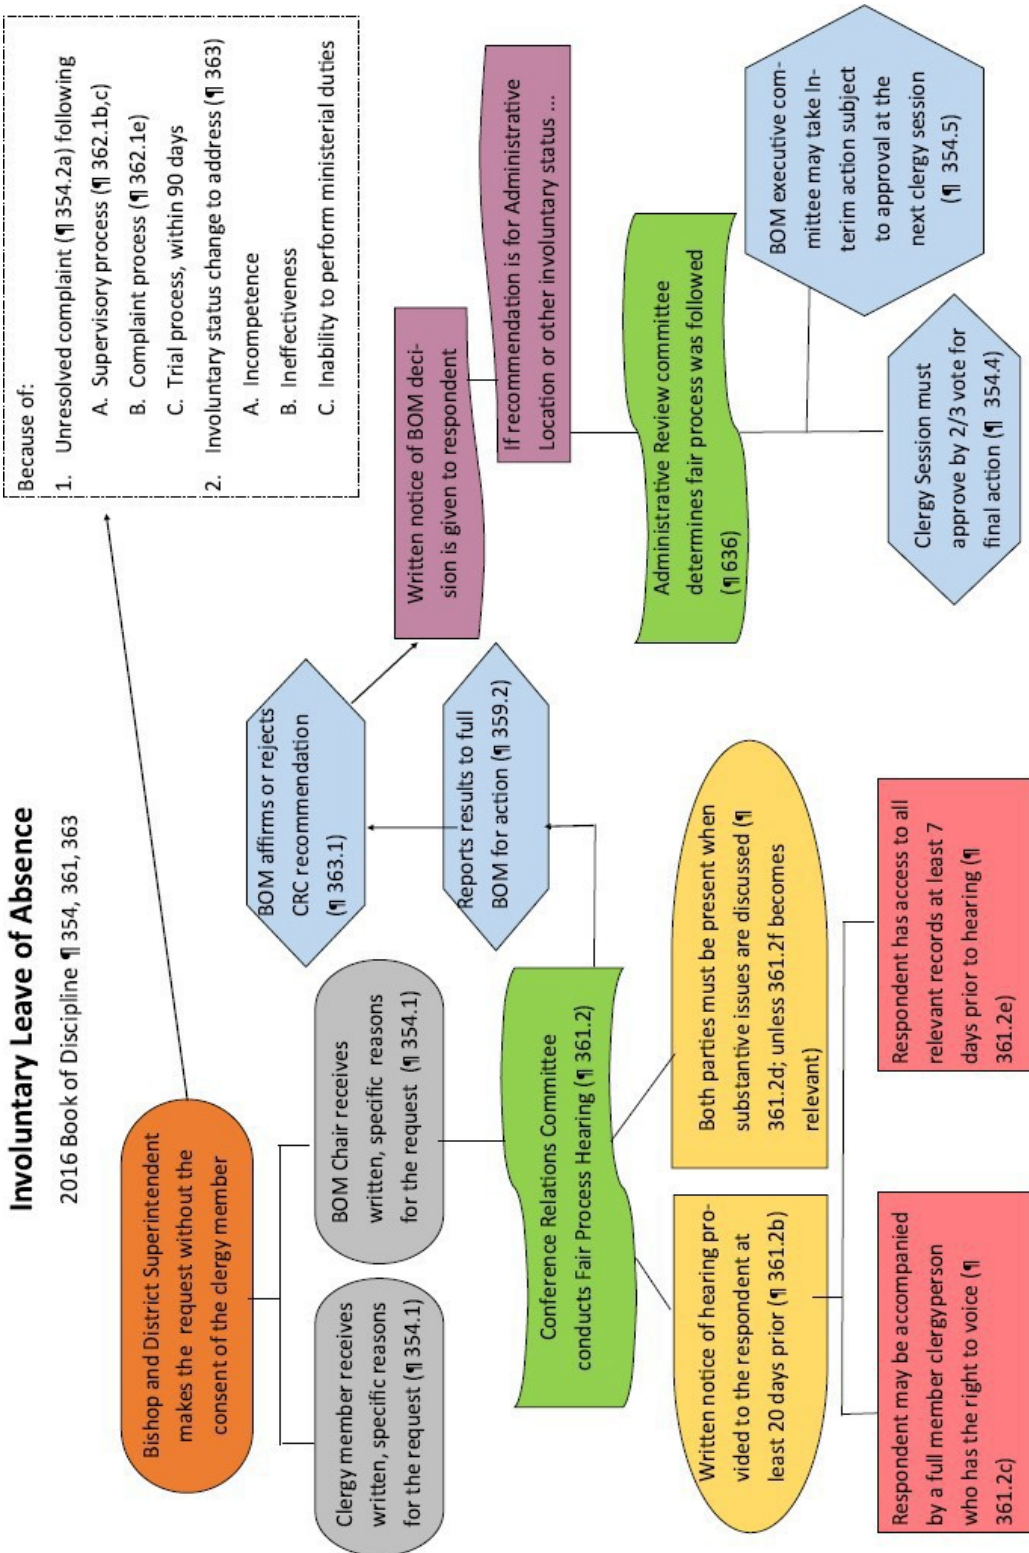 Involuntary Leave of Absence
2016 Book of Discipline ¶ 354, 361, 363
Bishop and District Superintendent
makes the request without the
consent of the clergy member
Because of:
1. Unresolved complaint (¶ 354.2a) following
A. Supervisory process (¶ 362.1b,c)
B. Complaint process (¶ 362.1e)
C. Trial process, within 90 days
2. Involuntary status change to address (¶ 363)
A. Incompetence
B. Ineffectiveness
C. Inability to perform ministerial duties
Clergy member receives
written, specific reasons
for the request (¶ 354.1)
BOM Chair receives
written, specific reasons
for the request (¶ 354.1)
Conference Relations Committee
conducts Fair Process Hearing (¶ 361.2)
Written notice of hearing pro-
vided to the respondent at
least 20 days prior (¶ 361.2b)
Both parties must be present when
substantive issues are discussed (¶
361.2d; unless 361.2f becomes
relevant)
Respondent may be accompanied
by a full member clergyperson
who has the right to voice (¶
361.2c)
Respondent has access to all
relevant records at least 7
days prior to hearing (¶
361.2e)
Reports results to full
BOM for action (¶ 359.2)
BOM affirms or rejects
CRC recommendation
(¶ 363.1)
Written notice of BOM deci-
sion is given to respondent
If recommendation is for Administrative
Location or other involuntary status ...
Administrative Review committee
determines fair process was followed
(¶ 636)
Clergy Session must
approve by 2/3 vote for
final action (¶ 354.4)
BOM executive com-
mittee may take In-
terim action subject
to approval at the
next clergy session
(¶ 354.5)